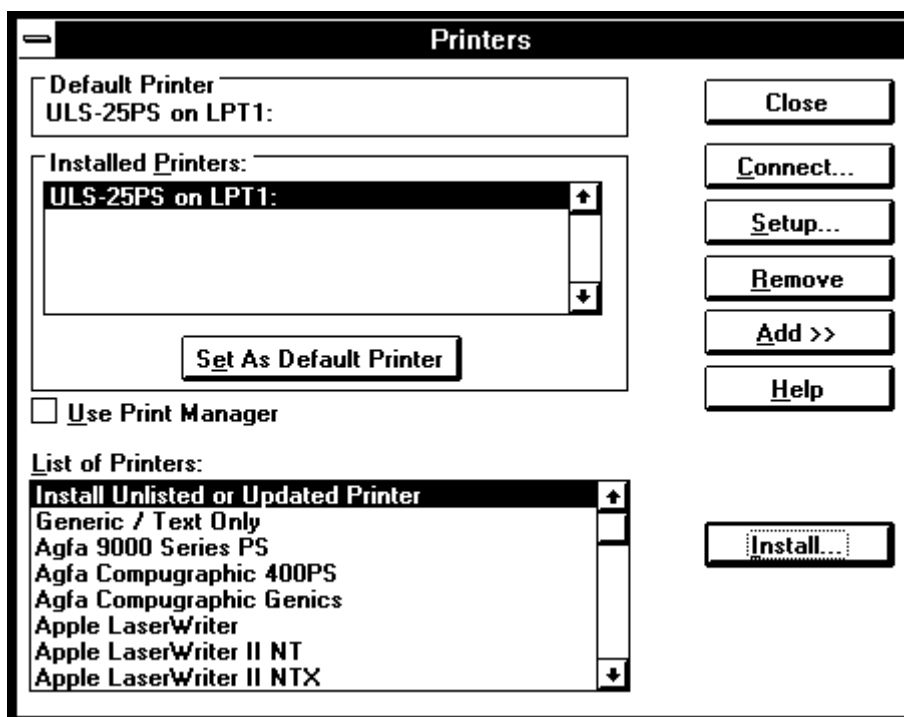 Printers
Default Printer
ULS-25PS on LPT1:
Close
Installed Printers:
ULS-25PS on LPT1:
Connect...
Setup...
Remove
Add >>
Set As Default Printer
Help
Use Print Manager
List of Printers:
Install Unlisted or Updated Printer
Generic / Text Only
Agfa 9000 Series PS
Agfa Compugraphic 400PS
Agfa Compugraphic Genics
Apple LaserWriter
Apple LaserWriter II NT
Apple LaserWriter II NTX
Install...